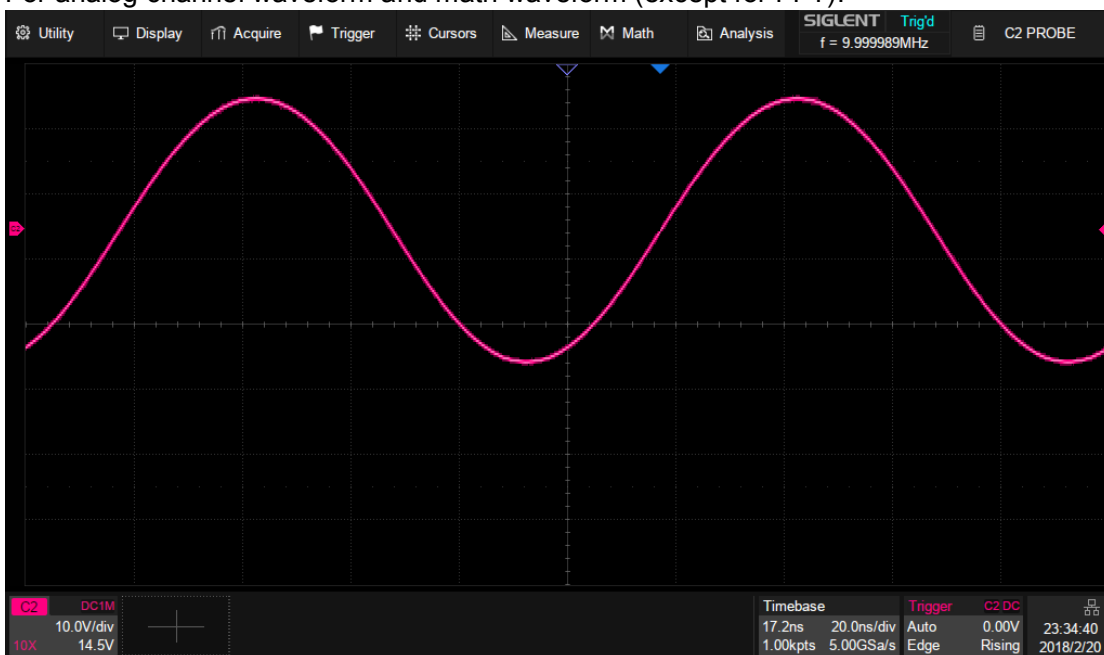 Utility Display Acquire Trigger Cursors Measure Math Analysis SIGLENT Trig'd C2 PROBE
f = 9.999989MHz
C2
C2 DC1M Timebase Trigger C2 DC
10.0V/div 17.2ns 20.0ns/div Auto 0.00V 23:34:40
10X 14.5V 1.00kpts 5.00GSa/s Edge Rising 2018/2/20